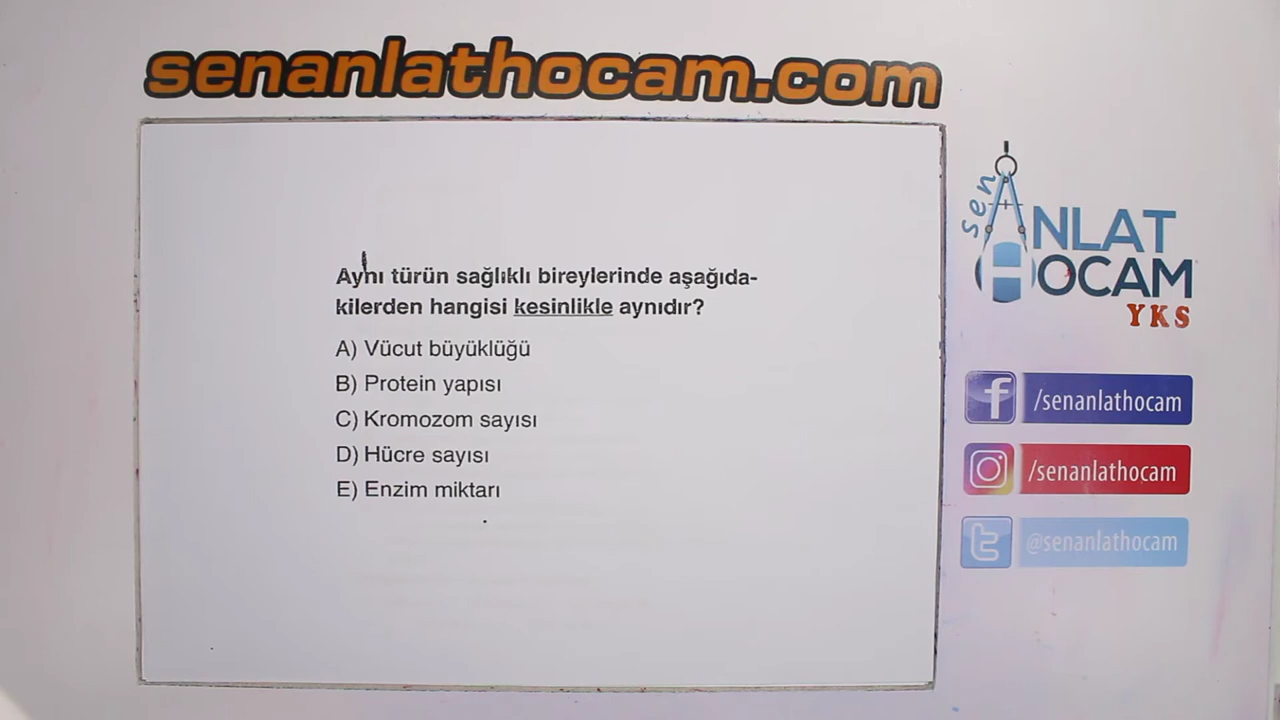 senanlathocam.com
Aynı türün sağlıklı bireylerinde aşağıda-
kilerden hangisi kesinlikle aynıdır?
A) Vücut büyüklüğü
B) Protein yapısı
C) Kromozom sayısı
D) Hücre sayısı
E) Enzim miktarı
sen
ANLAT
HOCAM
YKS
/senanlathocam
/senanlathocam
@senanlathocam